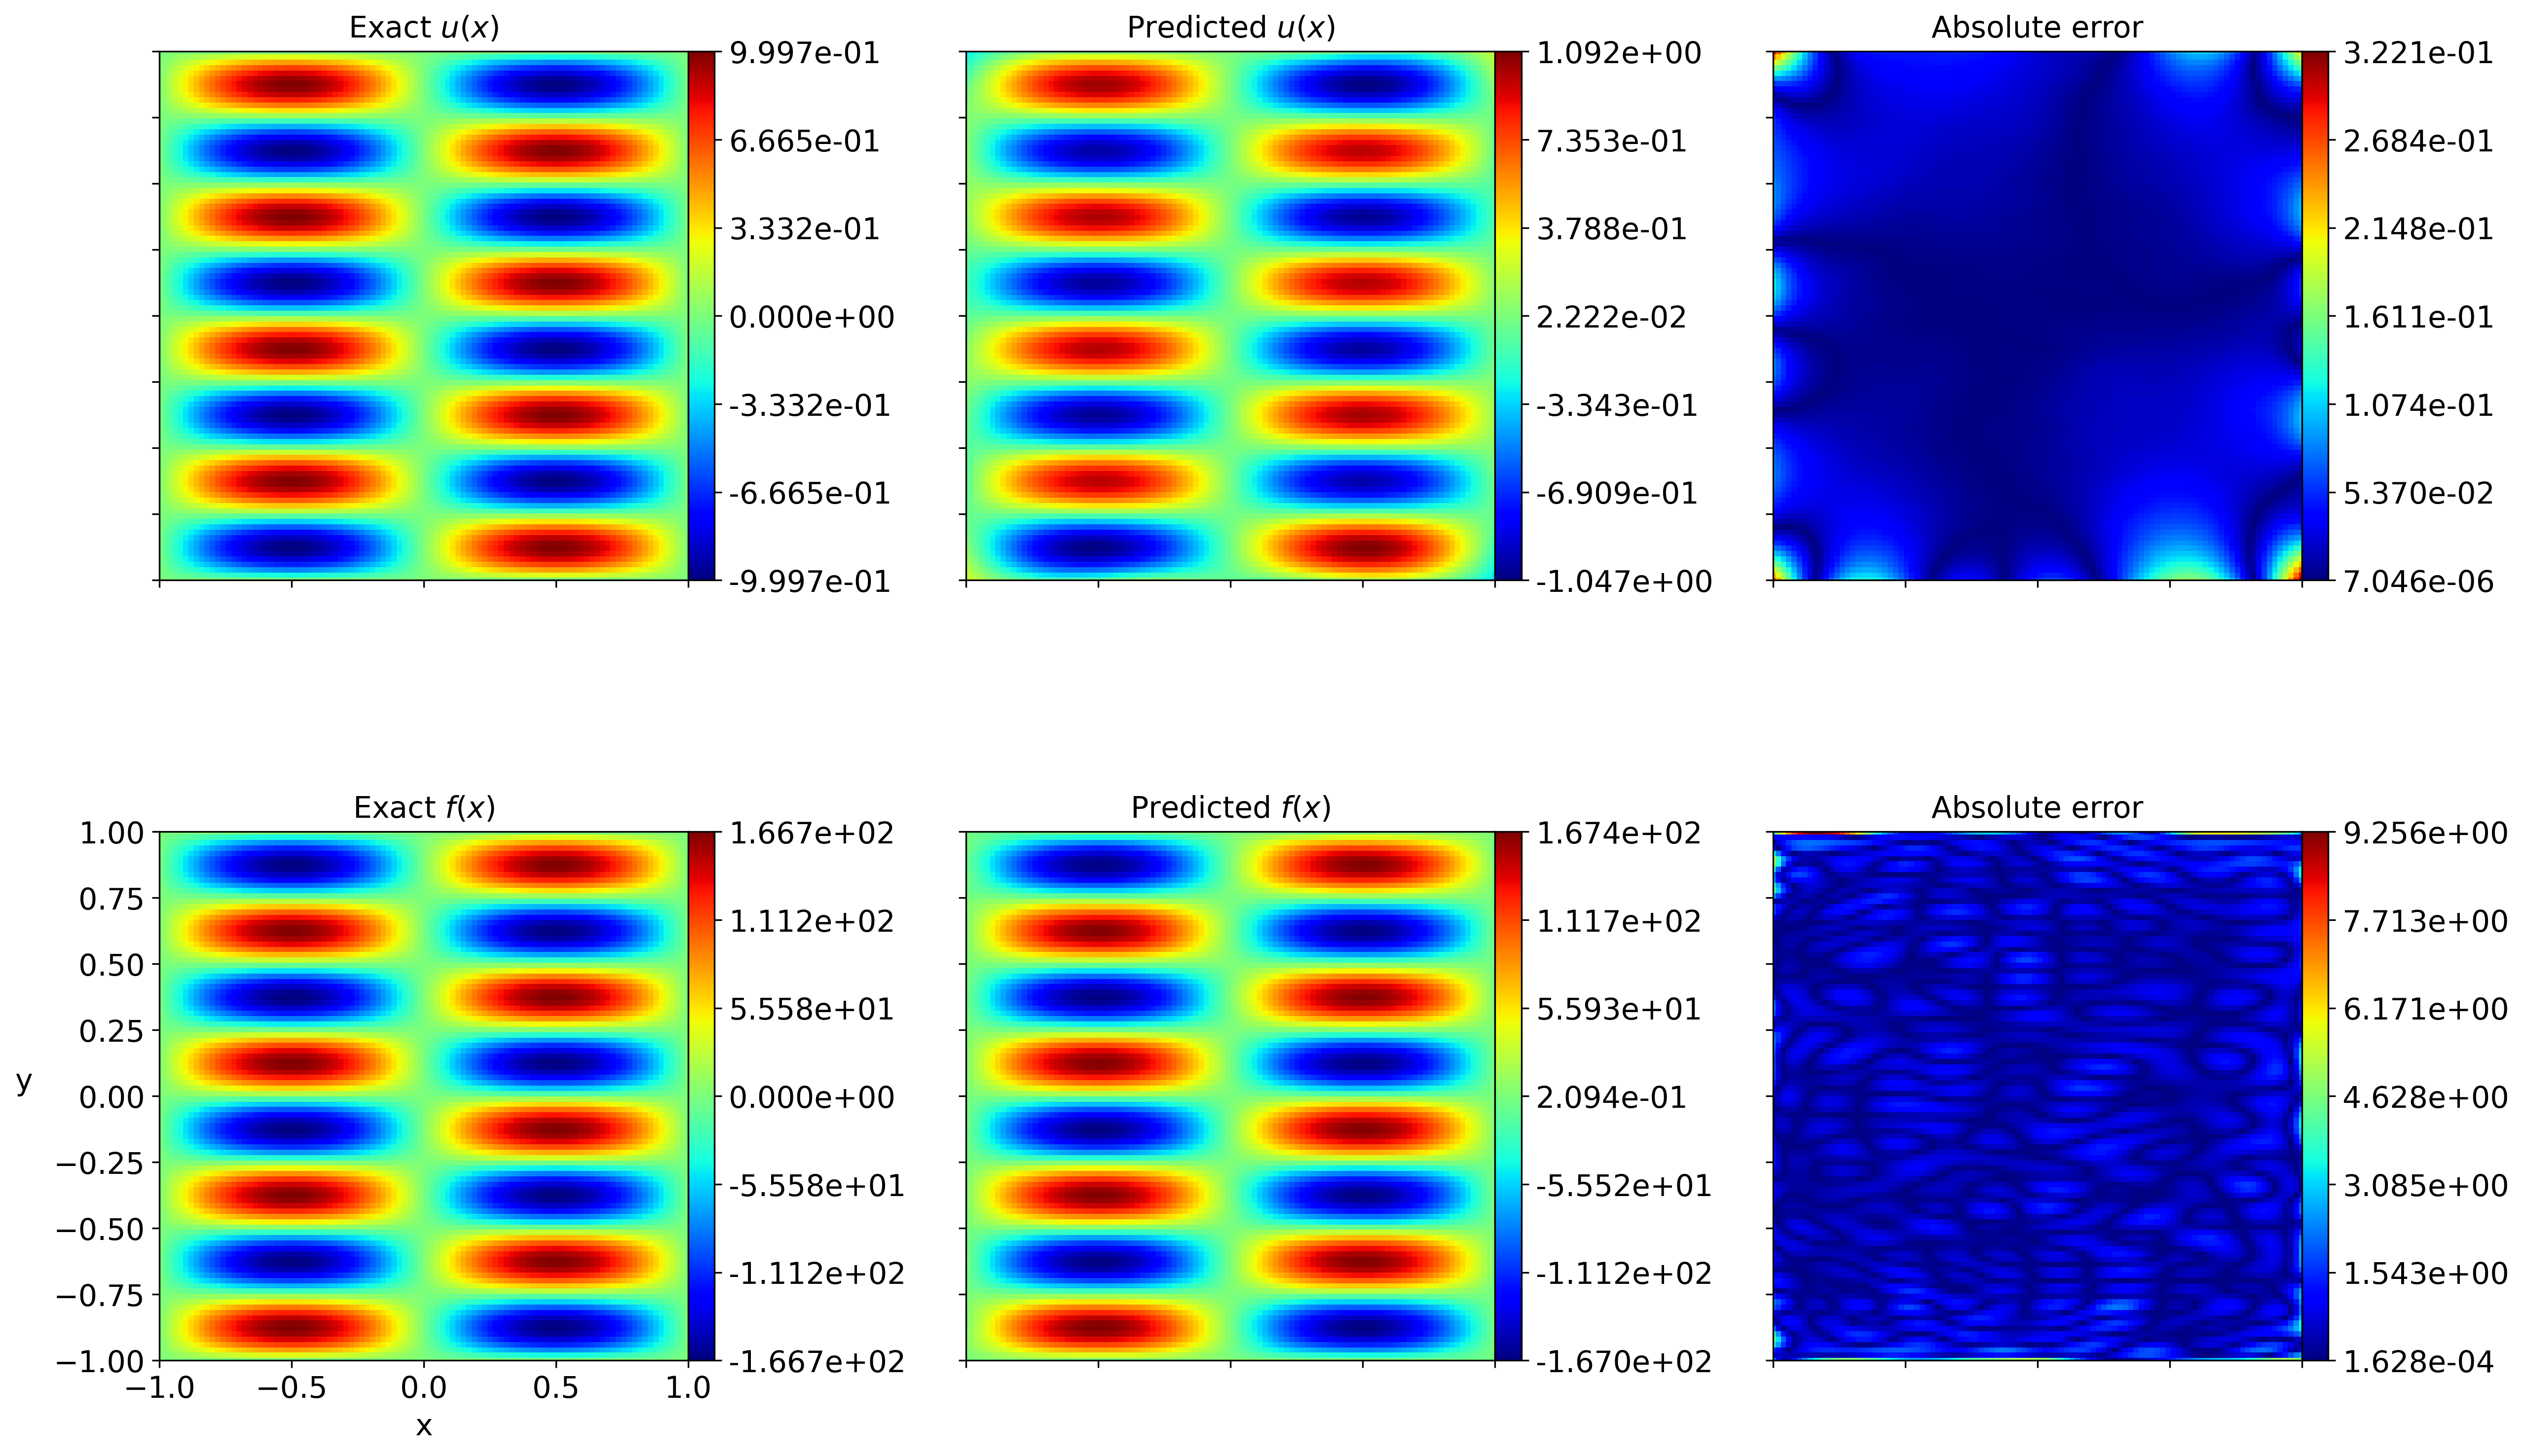 Exact u(x)
9.997e-01
6.665e-01
3.332e-01
0.000e+00
-3.332e-01
-6.665e-01
-9.997e-01
Predicted u(x)
1.092e+00
7.353e-01
3.788e-01
2.222e-02
-3.343e-01
-6.909e-01
-1.047e+00
Absolute error
3.221e-01
2.684e-01
2.148e-01
1.611e-01
1.074e-01
5.370e-02
7.046e-06
Exact f(x)
y
1.00
0.75
0.50
0.25
0.00
−0.25
−0.50
−0.75
−1.00
−1.0 −0.5 0.0 0.5 1.0
x
1.667e+02
1.112e+02
5.558e+01
0.000e+00
-5.558e+01
-1.112e+02
-1.667e+02
Predicted f(x)
1.674e+02
1.117e+02
5.593e+01
2.094e-01
-5.552e+01
-1.112e+02
-1.670e+02
Absolute error
9.256e+00
7.713e+00
6.171e+00
4.628e+00
3.085e+00
1.543e+00
1.628e-04